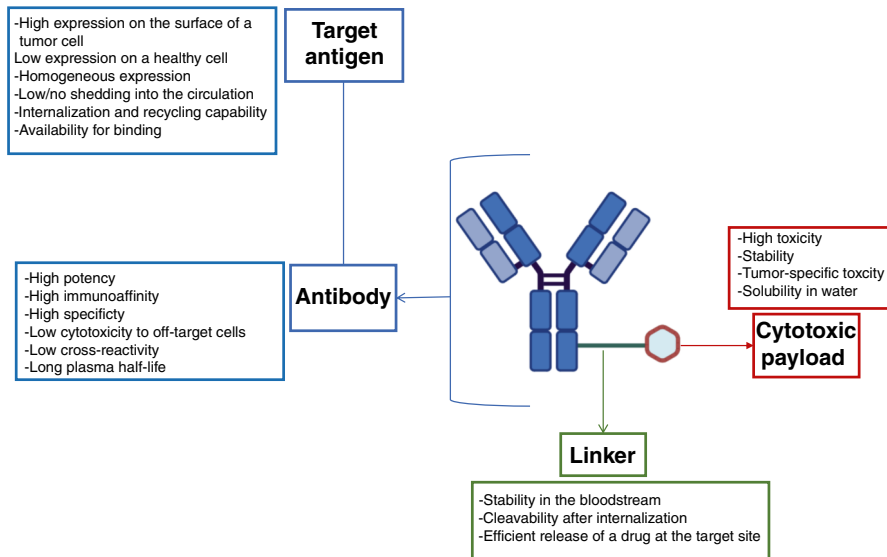 -High expression on the surface of a
tumor cell
Low expression on a healthy cell
-Homogeneous expression
-Low/no shedding into the circulation
-Internalization and recycling capability
-Availability for binding
Target
antigen
-High potency
-High immunoaffinity
-High specificty
-Low cytotoxicity to off-target cells
-Low cross-reactivity
-Long plasma half-life
Antibody
-High toxicity
-Stability
-Tumor-specific toxcity
-Solubility in water
Cytotoxic
payload
Linker
-Stability in the bloodstream
-Cleavability after internalization
-Efficient release of a drug at the target site